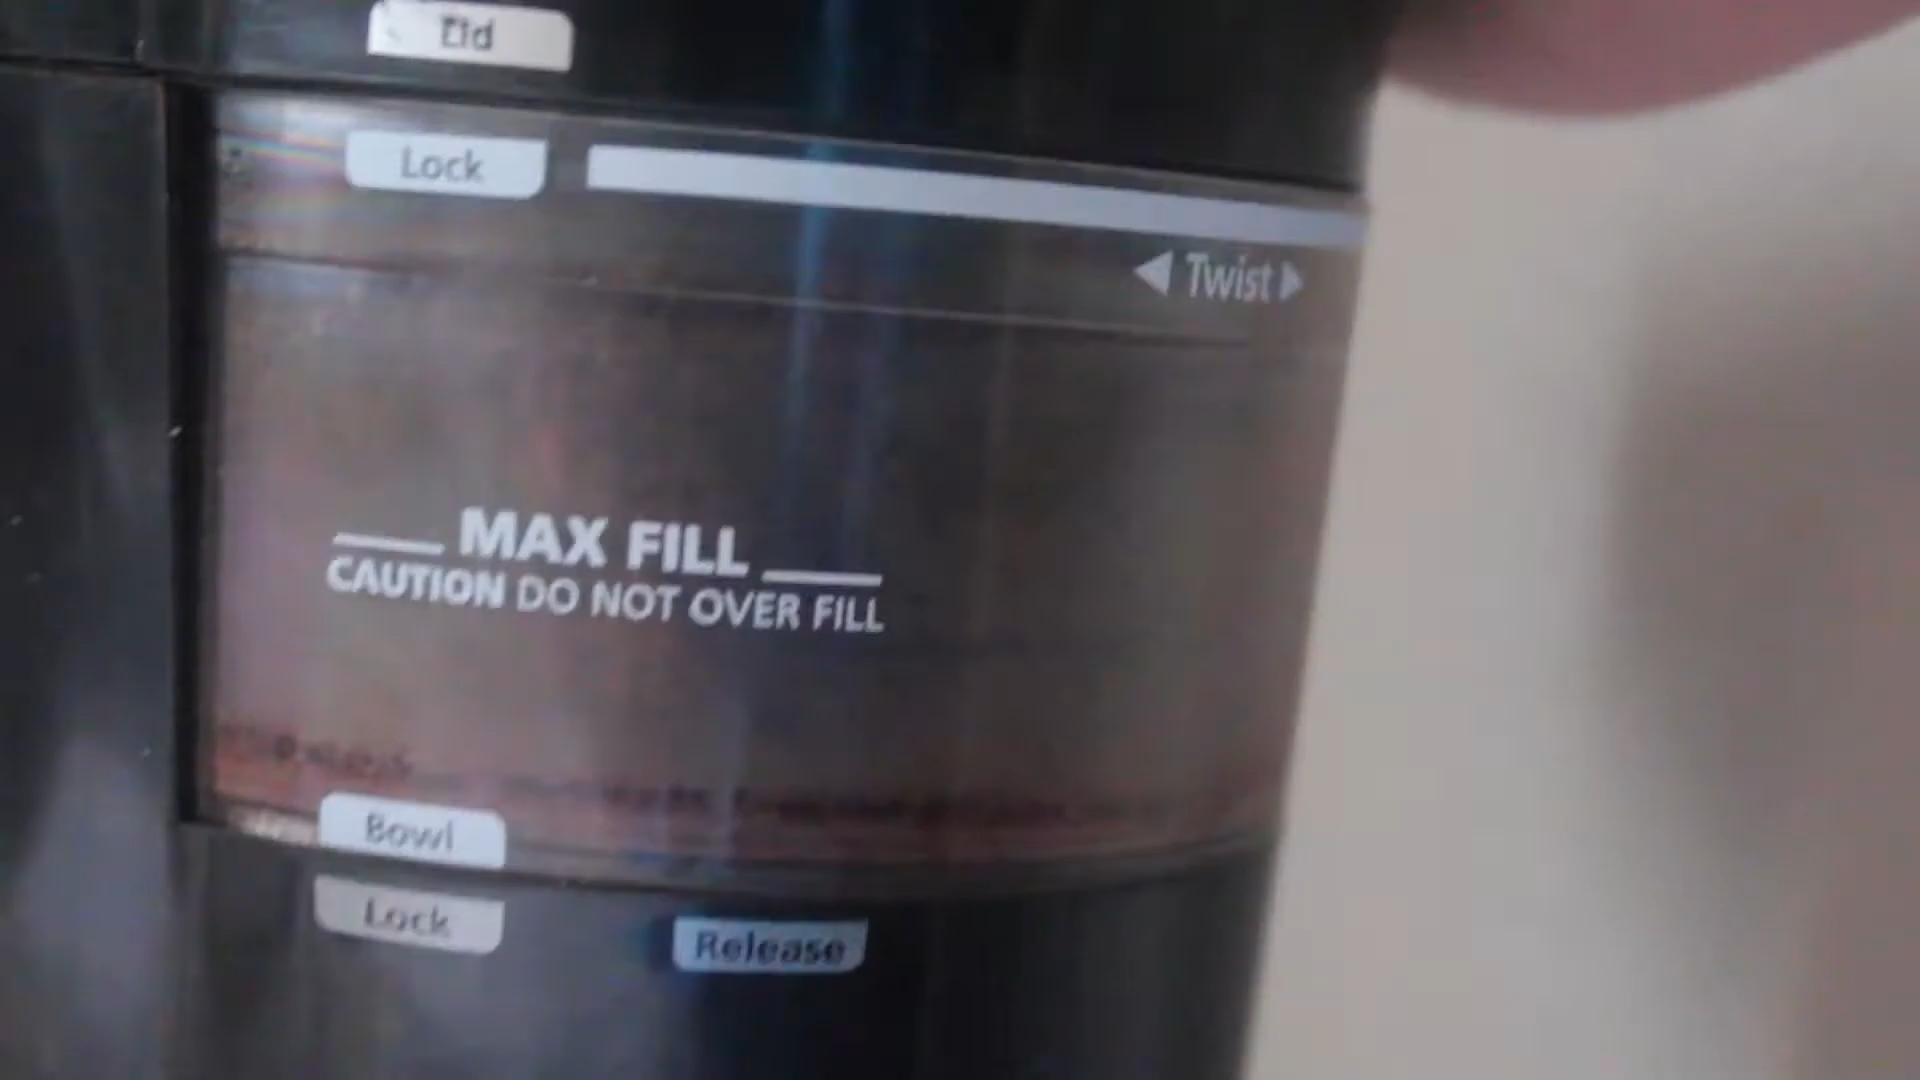 Lid
Lock
◀ Twist ▶
MAX FILL
CAUTION DO NOT OVER FILL
Bowl
Lock
Release